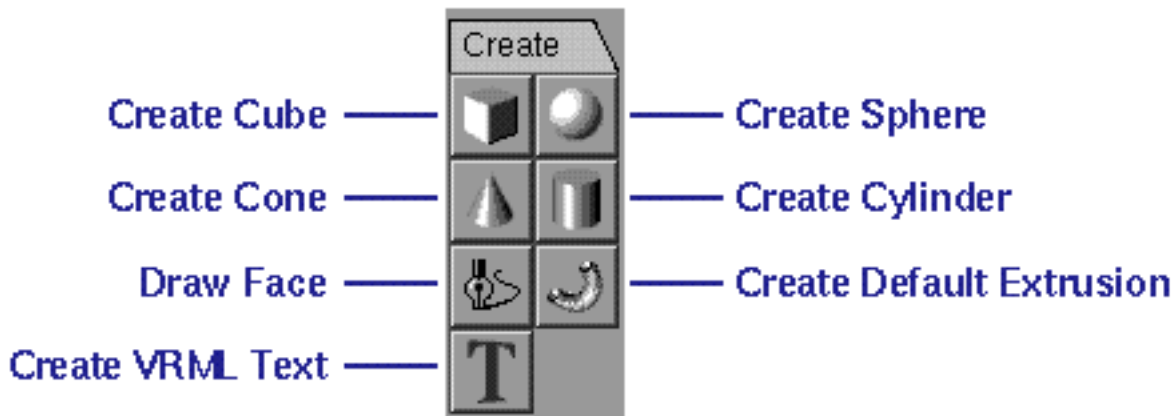 Create
Create Cube
Create Sphere
Create Cone
Create Cylinder
Draw Face
Create Default Extrusion
Create VRML Text
T